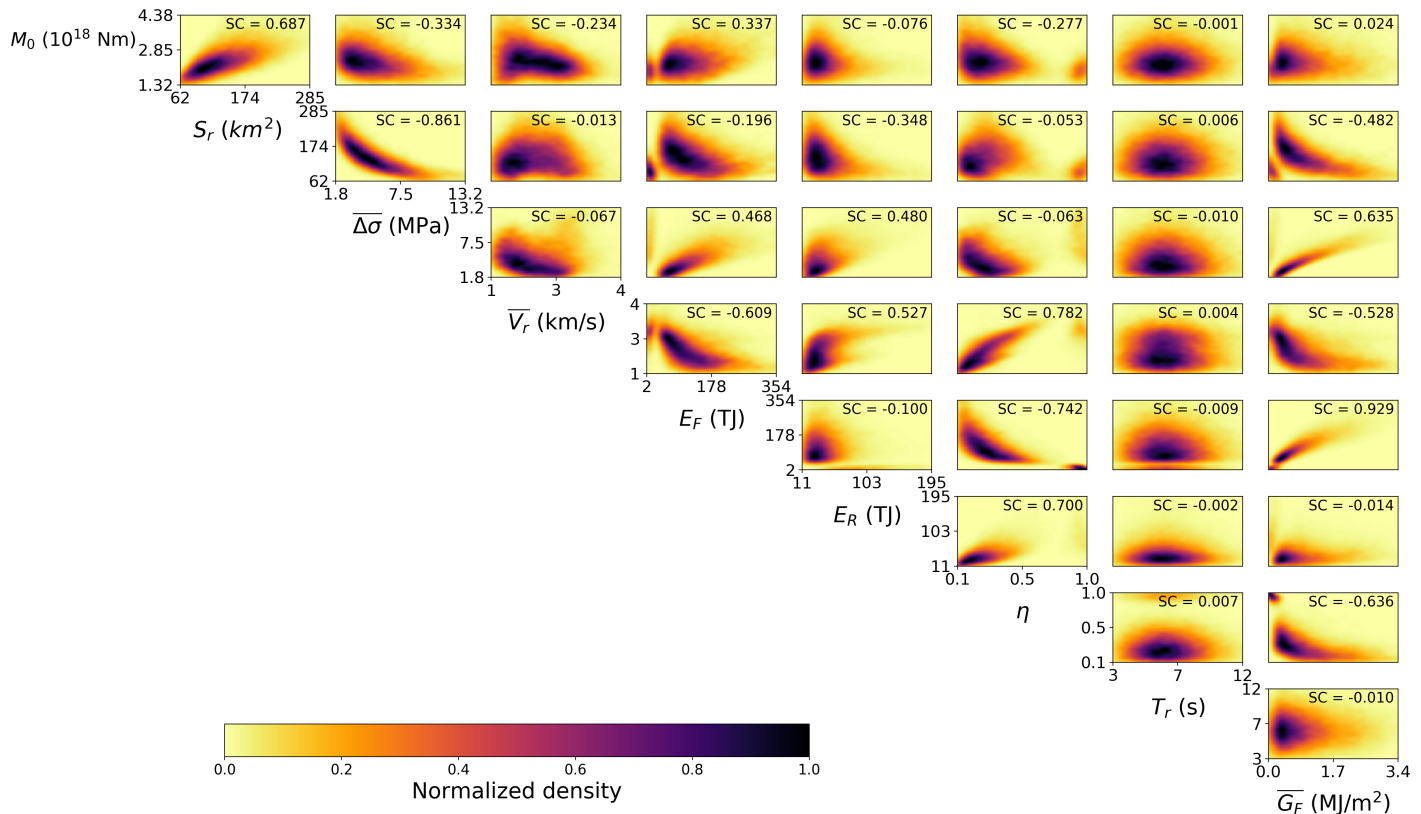 4.38
SC = 0.687
SC = -0.334
SC = -0.234
SC = 0.337
SC = -0.076
SC = -0.277
SC = -0.001
SC = 0.024
M₀ (10¹⁸ Nm)
2.85
1.32
62 174 285
Sᵣ (km²)
285
SC = -0.861
SC = -0.013
SC = -0.196
SC = -0.348
SC = -0.053
SC = 0.006
SC = -0.482
174
62
1.8 7.5 13.2
Δσ (MPa)
13.2
SC = -0.067
SC = 0.468
SC = 0.480
SC = -0.063
SC = -0.010
SC = 0.635
7.5
1.8
1 3 4
Vᵣ (km/s)
4
SC = -0.609
SC = 0.527
SC = 0.782
SC = 0.004
SC = -0.528
3
1
2 178 354
E_F (TJ)
354
SC = -0.100
SC = -0.742
SC = -0.009
SC = 0.929
178
2
11 103 195
E_R (TJ)
195
SC = 0.700
SC = -0.002
SC = -0.014
103
11
0.1 0.5 1.0
η
1.0
SC = 0.007
SC = -0.636
0.5
0.1
3 7 12
Tᵣ (s)
12
SC = -0.010
7
3
0.0 1.7 3.4
G_F (MJ/m²)
0.0 0.2 0.4 0.6 0.8 1.0
Normalized density